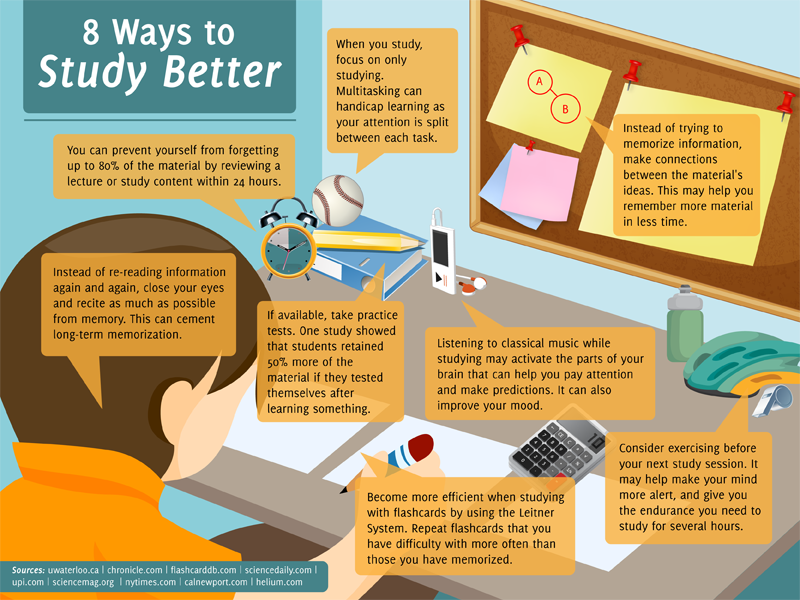 8 Ways to
Study Better
When you study,
focus on only
studying.
Multitasking can
handicap learning as
your attention is split
between each task.
A
B
Instead of trying to
memorize information,
make connections
between the material's
ideas. This may help you
remember more material
in less time.
You can prevent yourself from forgetting
up to 80% of the material by reviewing a
lecture or study content within 24 hours.
Instead of re-reading information
again and again, close your eyes
and recite as much as possible
from memory. This can cement
long-term memorization.
If available, take practice
tests. One study showed
that students retained
50% more of the
material if they tested
themselves after
learning something.
Listening to classical music while
studying may activate the parts of your
brain that can help you pay attention
and make predictions. It can also
improve your mood.
Consider exercising before
your next study session. It
may help make your mind
more alert, and give you
the endurance you need to
study for several hours.
Become more efficient when studying
with flashcards by using the Leitner
System. Repeat flashcards that you
have difficulty with more often than
those you have memorized.
Sources: uwaterloo.ca | chronicle.com | flashcarddb.com | sciencedaily.com |
upi.com | sciencemag.org | nytimes.com | calnewport.com | helium.com